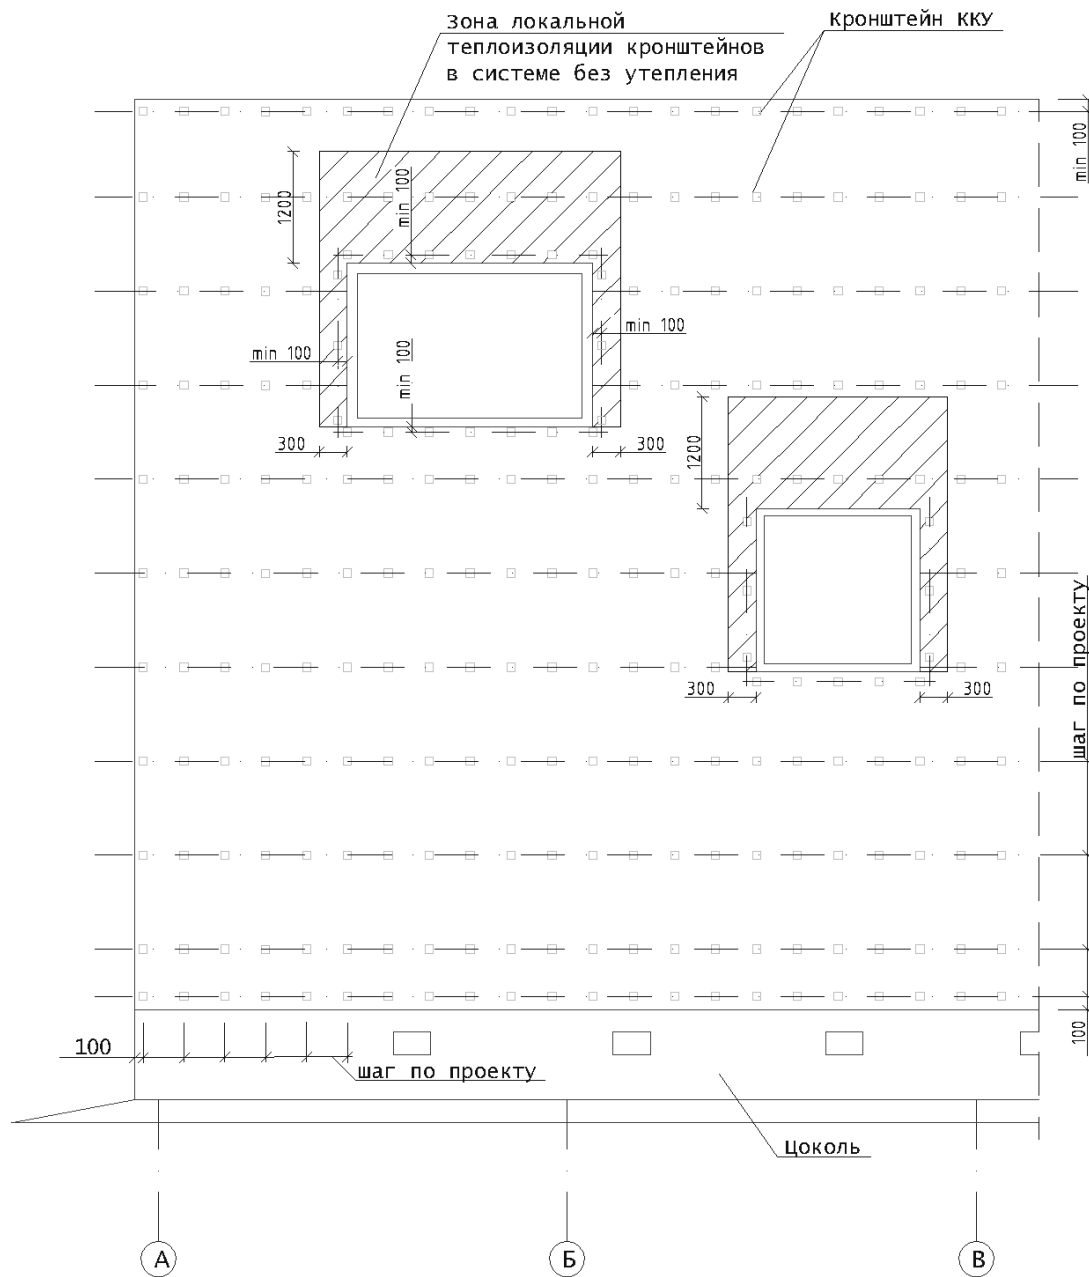 Зона локальной
теплоизоляции кронштейнов
в системе без утепления
Кронштейн ККУ
min 100
1200
min 100
min 100
min 100
min 100
300
300
1200
300
300
шаг по проекту
100
100
шаг по проекту
Цоколь
А
Б
В